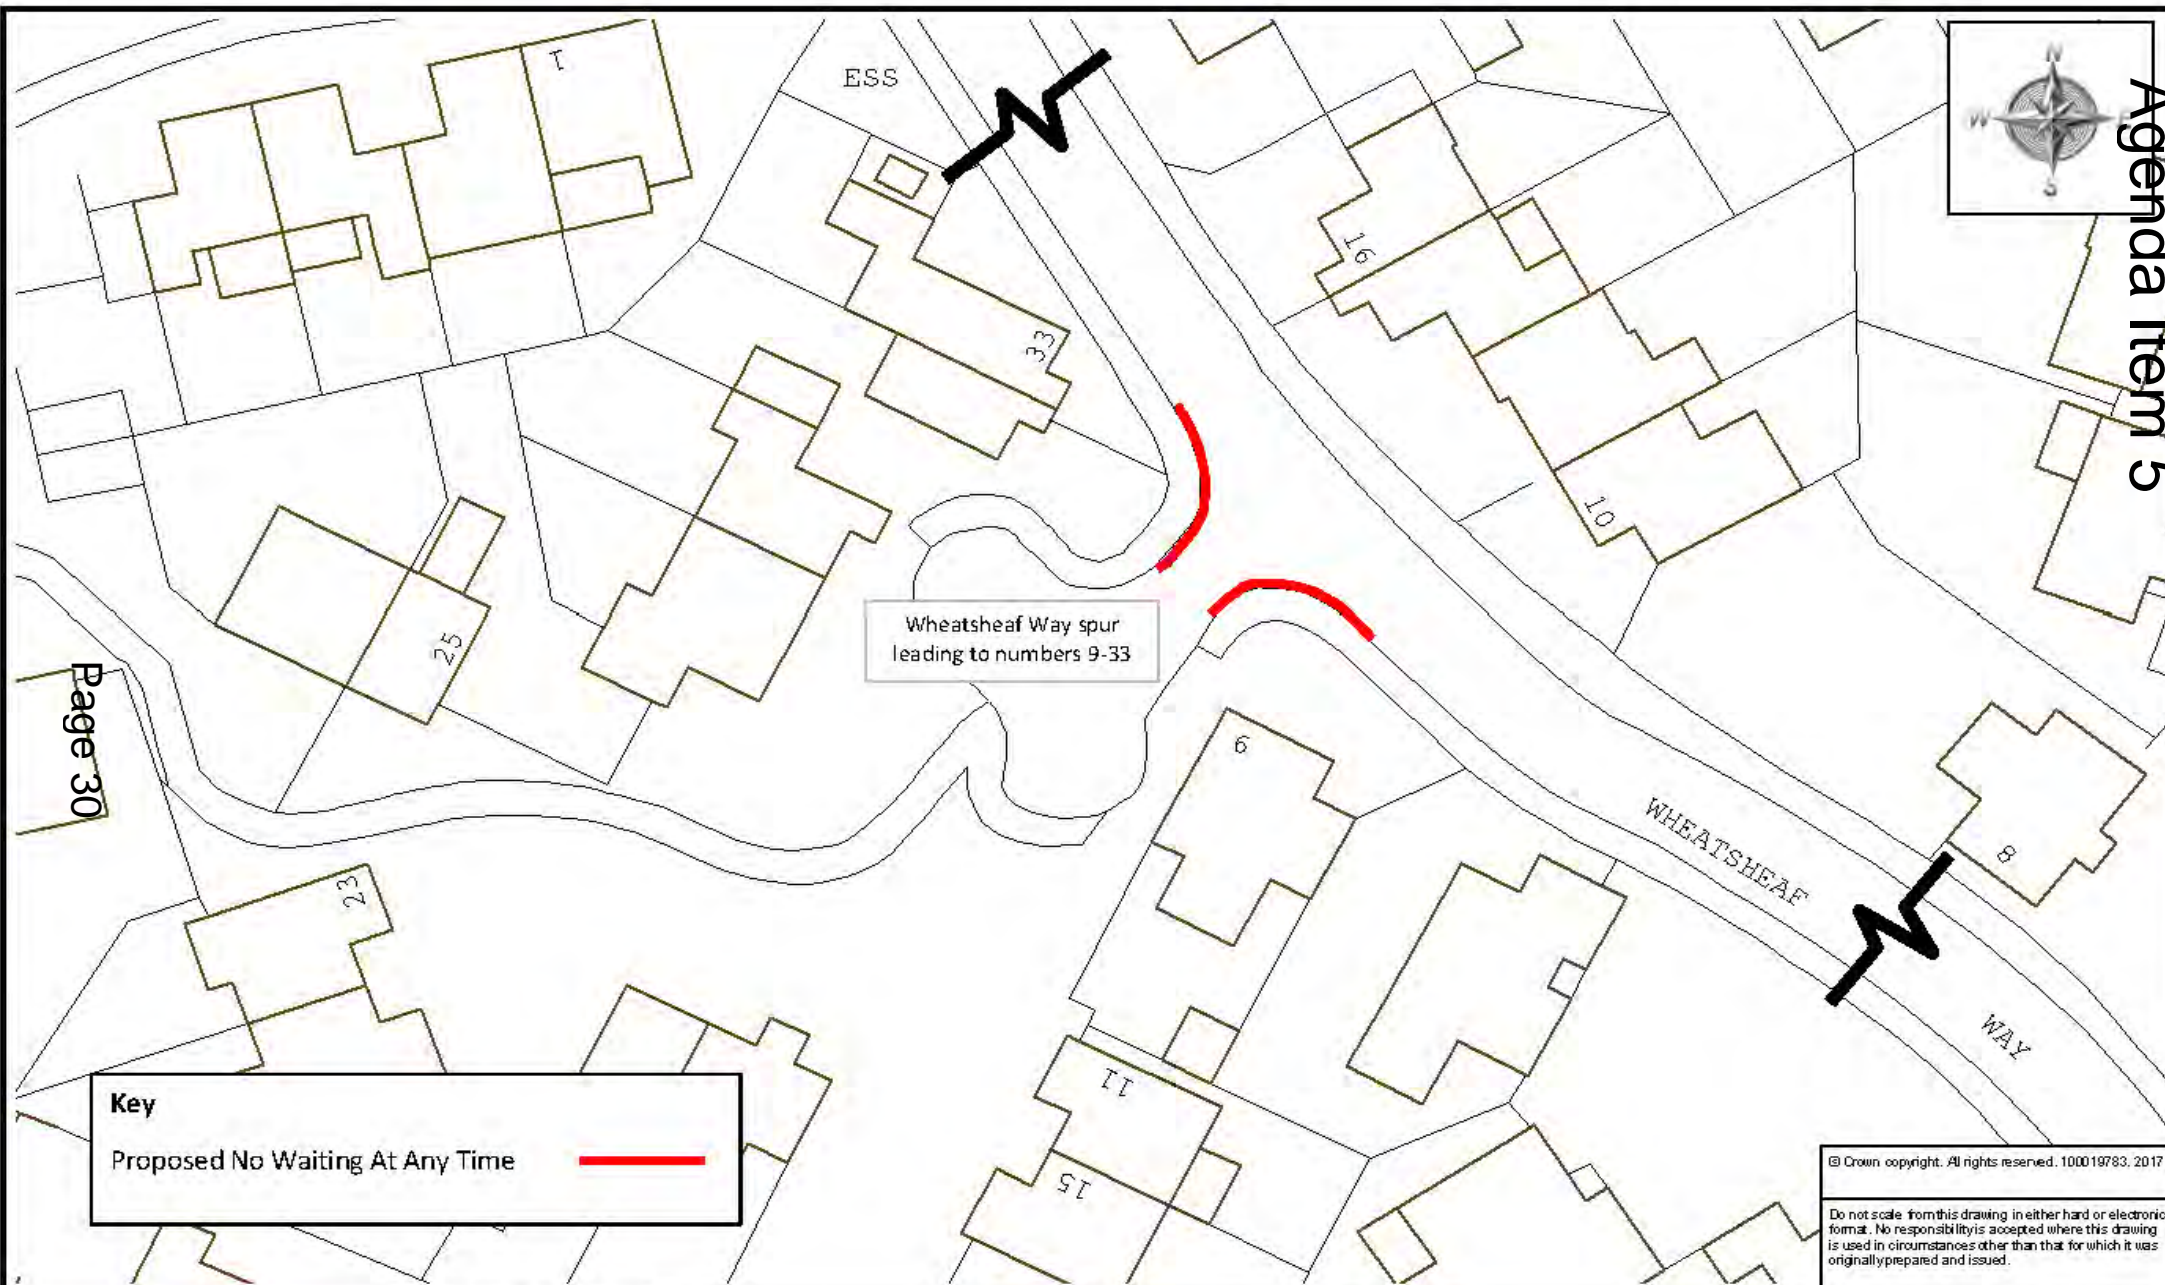 Agenda Item 5
N
W
E
S
ESS
1
16
33
10
25
Wheatsheaf Way spur
leading to numbers 9-33
Page 30
9
WHEATSHEAF
8
23
WAY
11
15
Key
Proposed No Waiting At Any Time
© Crown copyright. All rights reserved. 100019783, 2017
Do not scale from this drawing in either hard or electronic
format. No responsibility is accepted where this drawing
is used in circumstances other than that for which it was
originally prepared and issued.